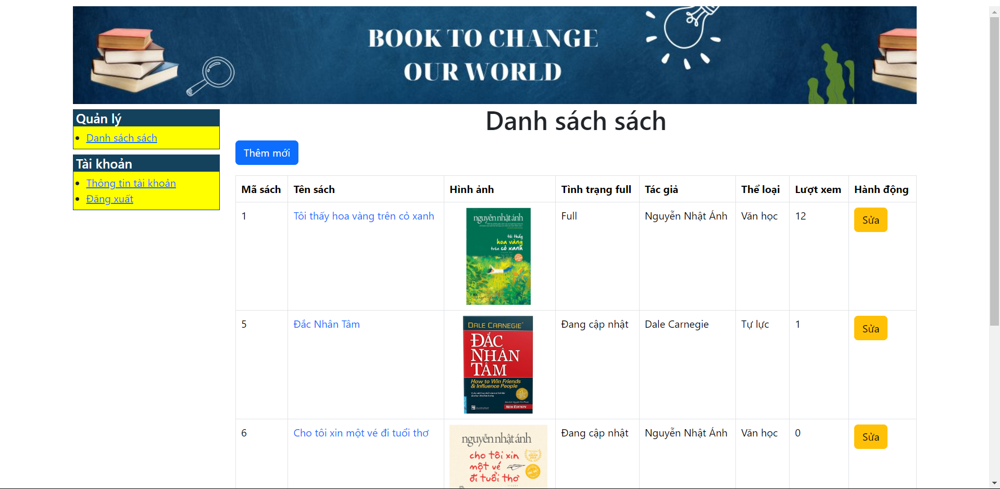 BOOK TO CHANGE
OUR WORLD
Quản lý
Danh sách sách
Tài khoản
Thông tin tài khoản
Đăng xuất
Danh sách sách
Thêm mới
Mã sách Tên sách Hình ảnh Tình trạng full Tác giả Thể loại Lượt xem Hành động
1 Tôi thấy hoa vàng trên cỏ xanh Full Nguyễn Nhật Ánh Văn học 12 Sửa
nguyễn nhật ánh
tôi thấy
hoa vàng
trên cỏ xanh
5 Đắc Nhân Tâm Đang cập nhật Dale Carnegie Tự lực 1 Sửa
DALE CARNEGIE
ĐẮC
NHÂN
TÂM
How to Win Friends
& Influence People
NEW EDITION
6 Cho tôi xin một vé đi tuổi thơ Đang cập nhật Nguyễn Nhật Ánh Văn học 0 Sửa
nguyễn nhật ánh
cho tôi xin
một vé
đi tuổi thơ